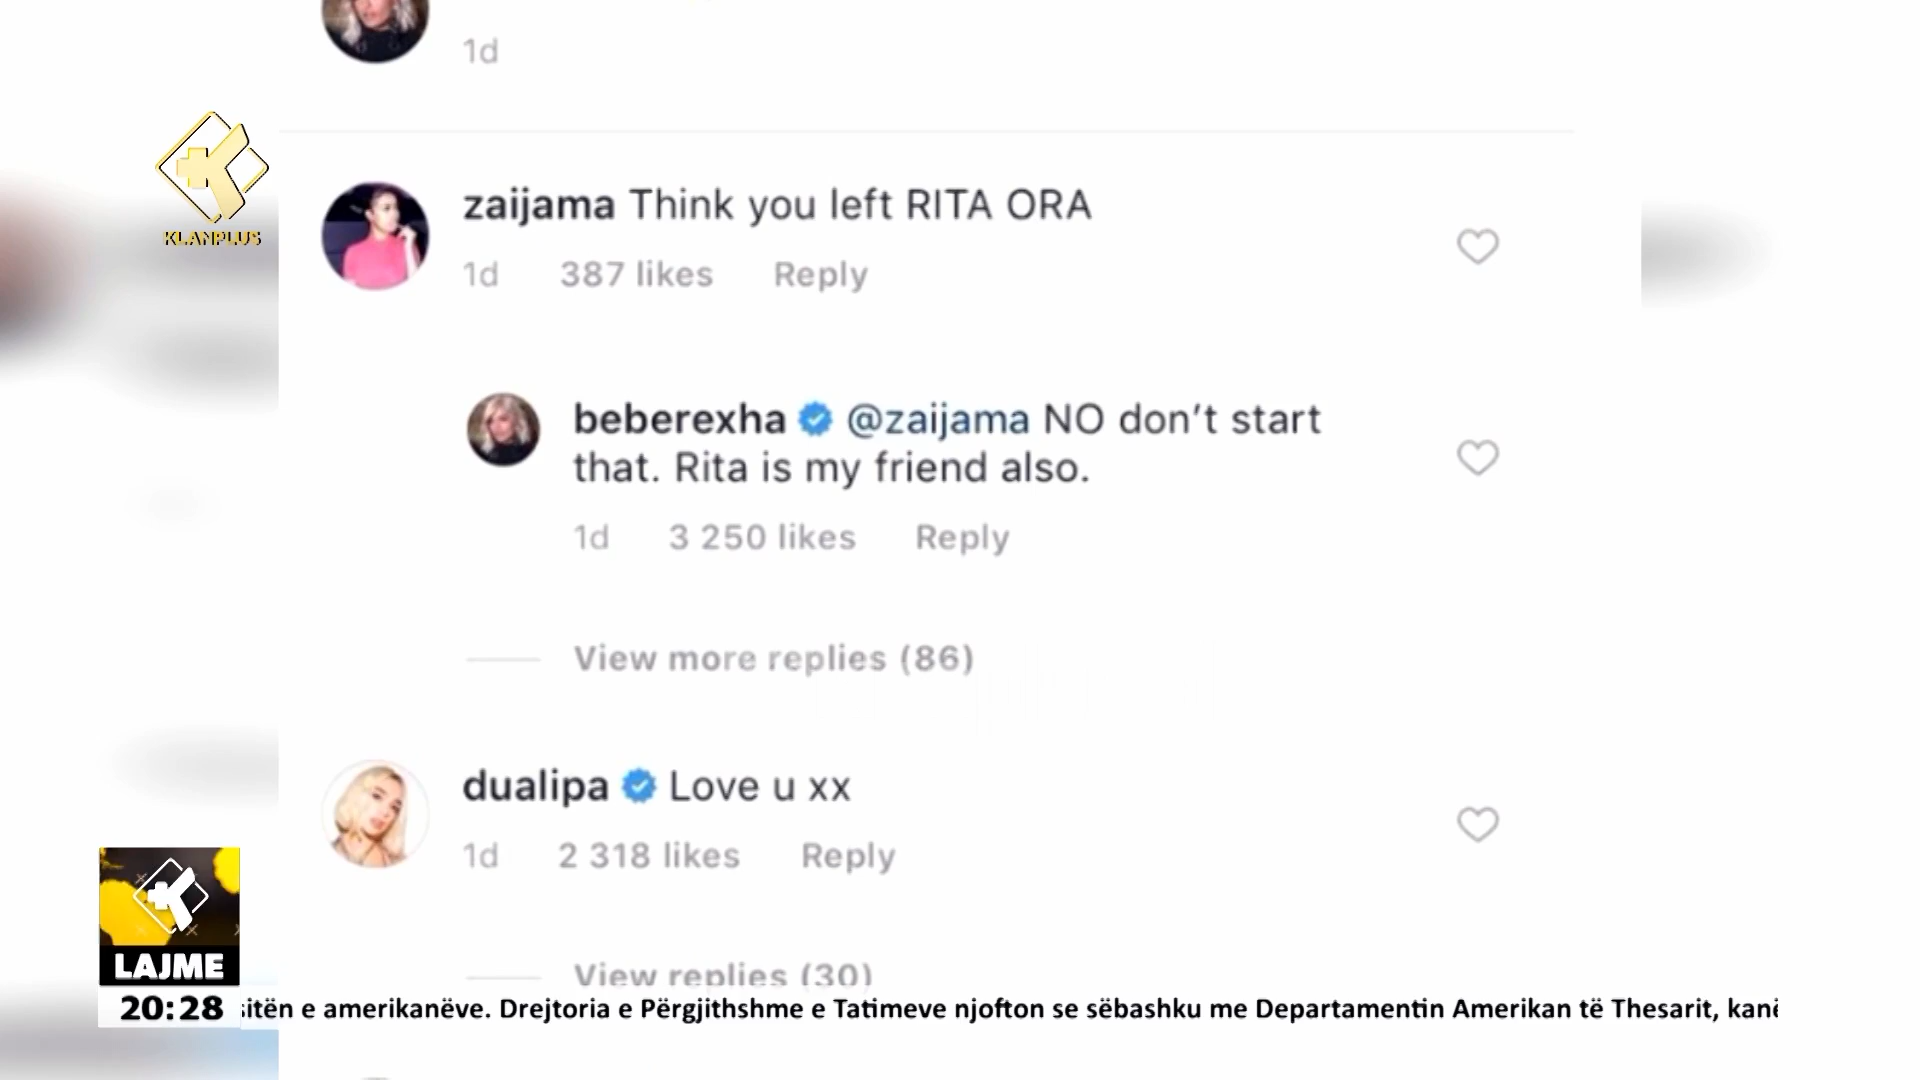 1d
KLANPLUS
zaijama Think you left RITA ORA
1d 387 likes Reply
beberexha @zaijama NO don't start
that. Rita is my friend also.
1d 3 250 likes Reply
View more replies (86)
dualipa Love u xx
1d 2 318 likes Reply
View replies (30)
LAJME
20:28
sitën e amerikanëve. Drejtoria e Përgjithshme e Tatimeve njofton se sëbashku me Departamentin Amerikan të Thesarit, kanë